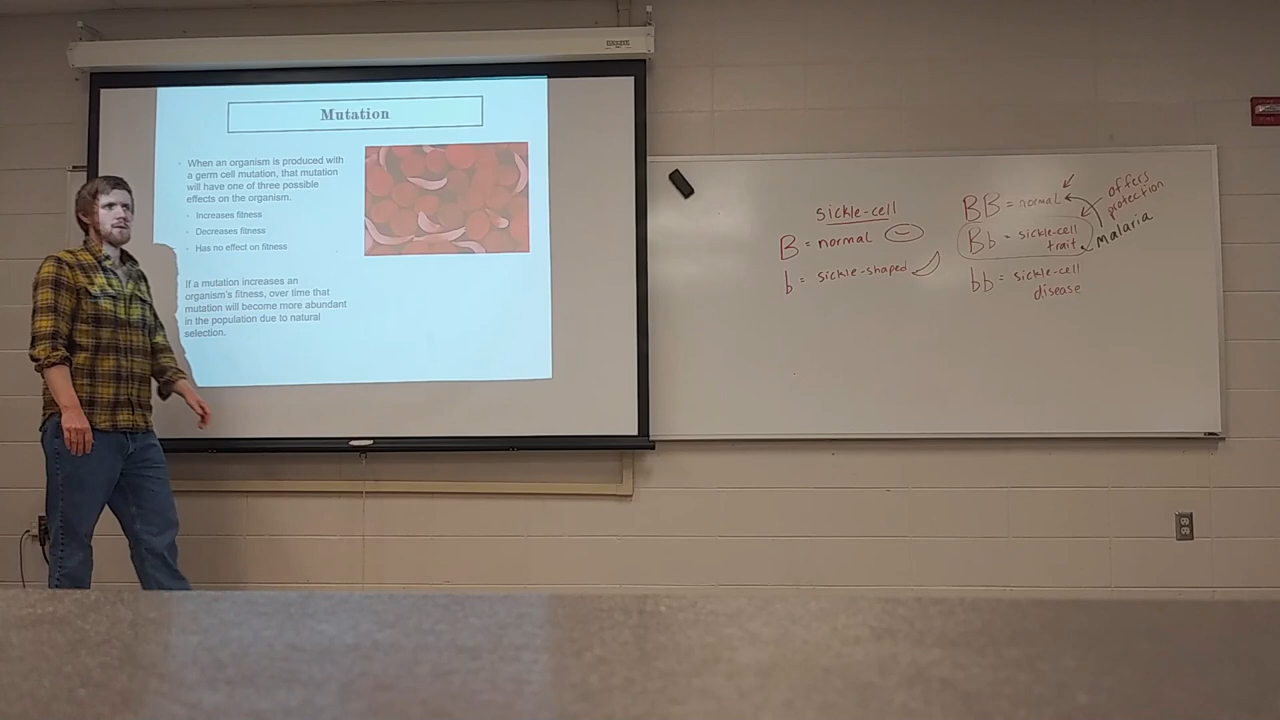 Mutation
When an organism is produced with
a germ cell mutation, that mutation
will have one of three possible
effects on the organism.
Increases fitness
Decreases fitness
Has no effect on fitness
If a mutation increases an
organism's fitness, over time that
mutation will become more abundant
in the population due to natural
selection.
sickle-cell
B = normal
b = sickle-shaped
BB = normal
Bb = sickle-cell
trait
bb = sickle-cell
disease
offers
protection
Malaria